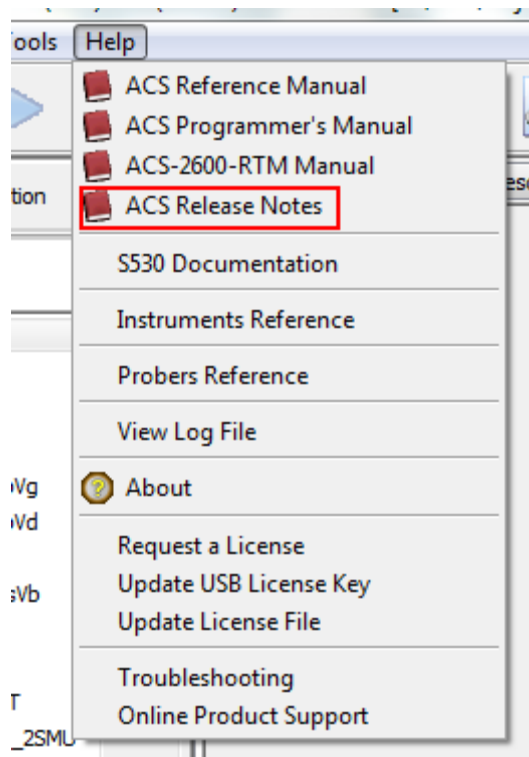 ools Help
ACS Reference Manual
ACS Programmer's Manual
ACS-2600-RTM Manual
tion
ACS Release Notes
S530 Documentation
Instruments Reference
Probers Reference
View Log File
Vg
About
Vd
Request a License
Update USB License Key
sVb
Update License File
Troubleshooting
T
Online Product Support
_2SMU